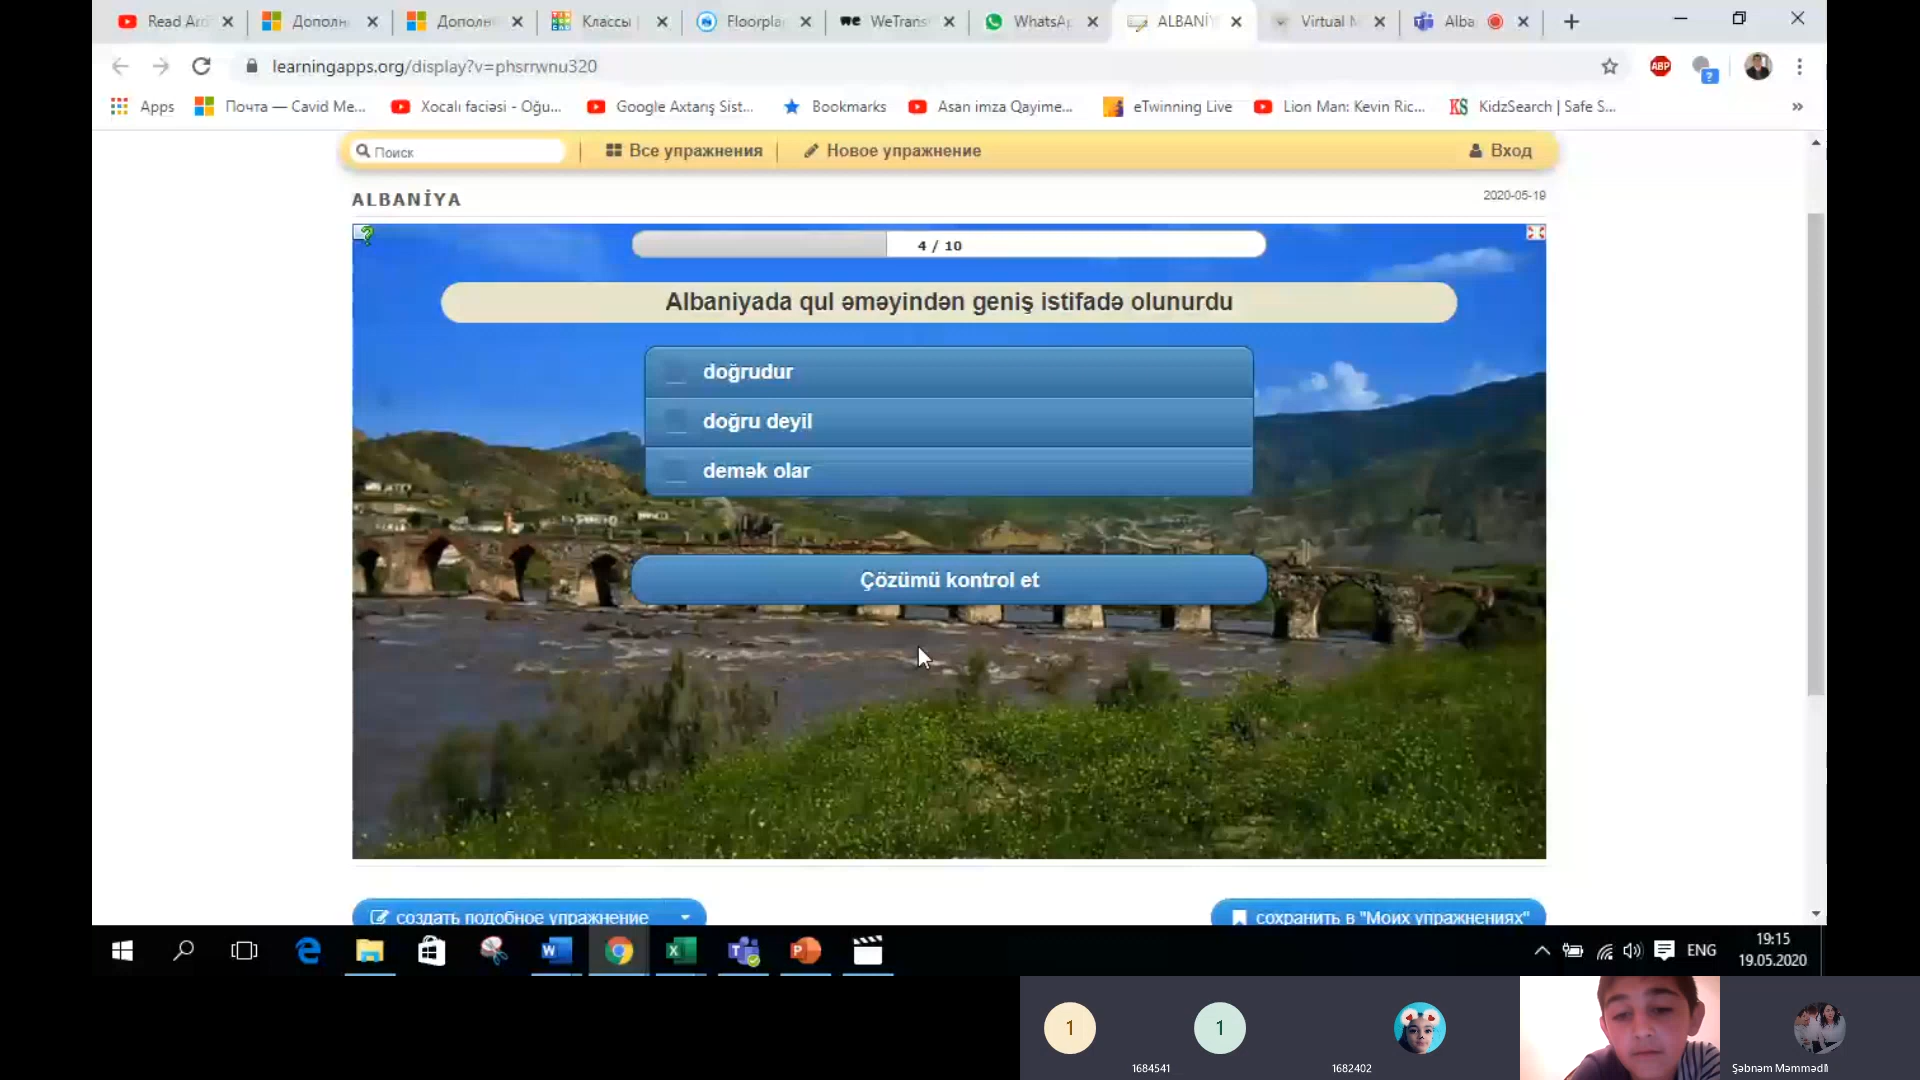 Read Aro
Дополн
Дополн
Классы
Floorpla
WeTrans
WhatsAp
ALBANİY
Virtual M
Alba
learningapps.org/display?v=phsrrwnu320
Apps
Почта — Cavid Me...
Xocalı faciəsi - Oğu...
Google Axtarış Sist...
Bookmarks
Asan imza Qayime...
eTwinning Live
Lion Man: Kevin Ric...
KidzSearch | Safe S...
Поиск
Все упражнения
Новое упражнение
Вход
ALBANİYA
2020-05-19
4 / 10
Albaniyada qul əməyindən geniş istifadə olunurdu
doğrudur
doğru deyil
demək olar
Çözümü kontrol et
создать подобное упражнение
сохранить в "Моих упражнениях"
ENG
19:15
19.05.2020
1
1
1684541
1682402
Şəbnəm Məmmədli